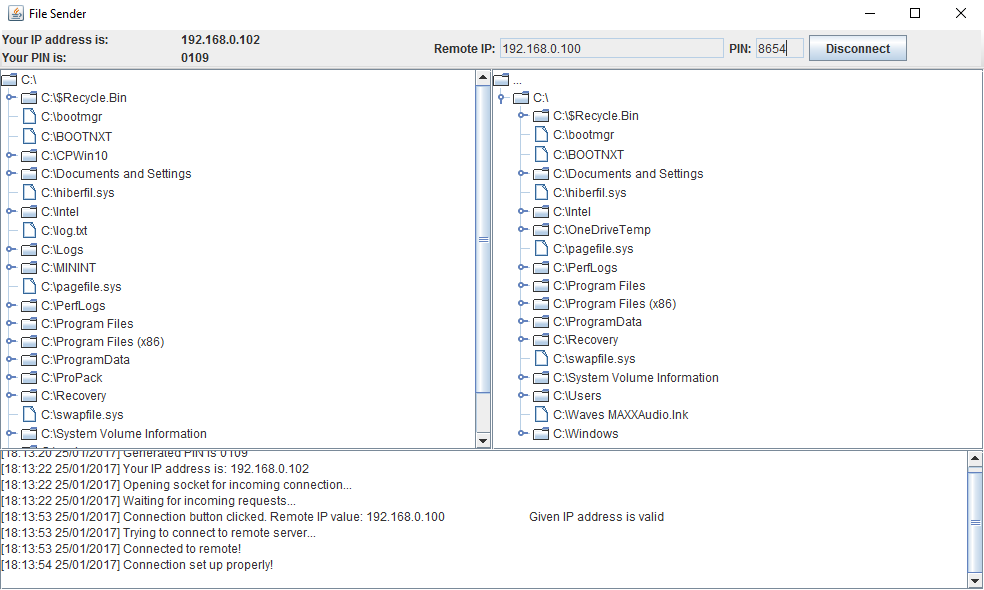 File Sender
Your IP address is: 192.168.0.102
Your PIN is: 0109
Remote IP: 192.168.0.100 PIN: 8654 Disconnect
C:\
C:\$Recycle.Bin
C:\bootmgr
C:\BOOTNXT
C:\CPWin10
C:\Documents and Settings
C:\hiberfil.sys
C:\Intel
C:\log.txt
C:\Logs
C:\MININT
C:\pagefile.sys
C:\PerfLogs
C:\Program Files
C:\Program Files (x86)
C:\ProgramData
C:\ProPack
C:\Recovery
C:\swapfile.sys
C:\System Volume Information
...
C:\
C:\$Recycle.Bin
C:\bootmgr
C:\BOOTNXT
C:\Documents and Settings
C:\hiberfil.sys
C:\Intel
C:\OneDriveTemp
C:\pagefile.sys
C:\PerfLogs
C:\Program Files
C:\Program Files (x86)
C:\ProgramData
C:\Recovery
C:\swapfile.sys
C:\System Volume Information
C:\Users
C:\Waves MAXXAudio.lnk
C:\Windows
[18:13:20 25/01/2017] Generated PIN is 0109
[18:13:22 25/01/2017] Your IP address is: 192.168.0.102
[18:13:22 25/01/2017] Opening socket for incoming connection...
[18:13:22 25/01/2017] Waiting for incoming requests...
[18:13:53 25/01/2017] Connection button clicked. Remote IP value: 192.168.0.100 Given IP address is valid
[18:13:53 25/01/2017] Trying to connect to remote server...
[18:13:53 25/01/2017] Connected to remote!
[18:13:54 25/01/2017] Connection set up properly!